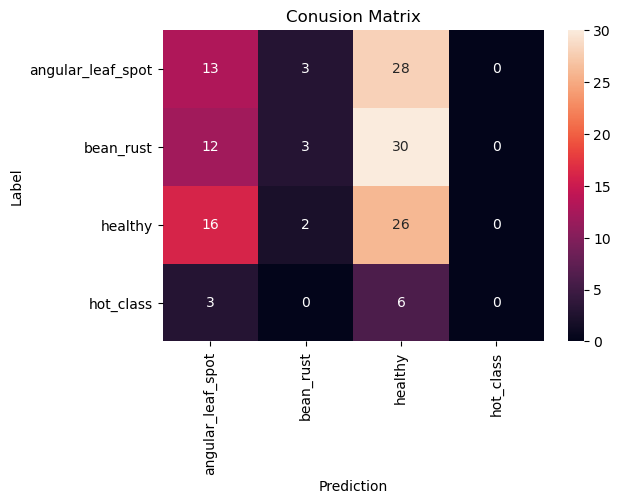 Conusion Matrix
angular_leaf_spot 13 3 28 0
bean_rust 12 3 30 0
healthy 16 2 26 0
hot_class 3 0 6 0
Label
angular_leaf_spot bean_rust healthy hot_class
Prediction
30
25
20
15
10
5
0